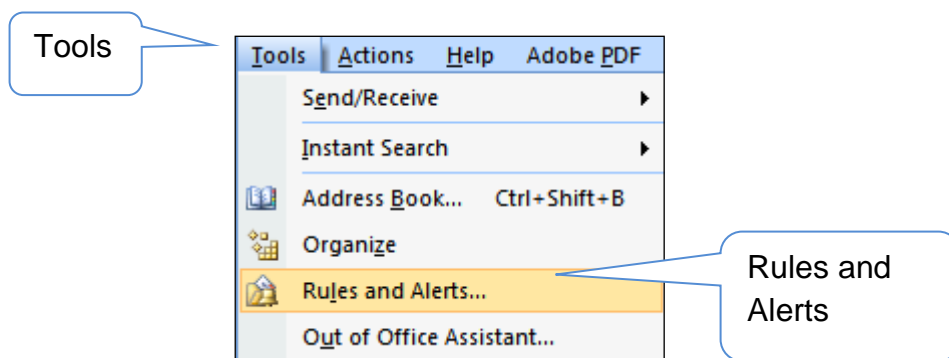 Tools
Tools Actions Help Adobe PDF
Send/Receive
Instant Search
Address Book... Ctrl+Shift+B
Organize
Rules and Alerts...
Rules and
Alerts
Out of Office Assistant...